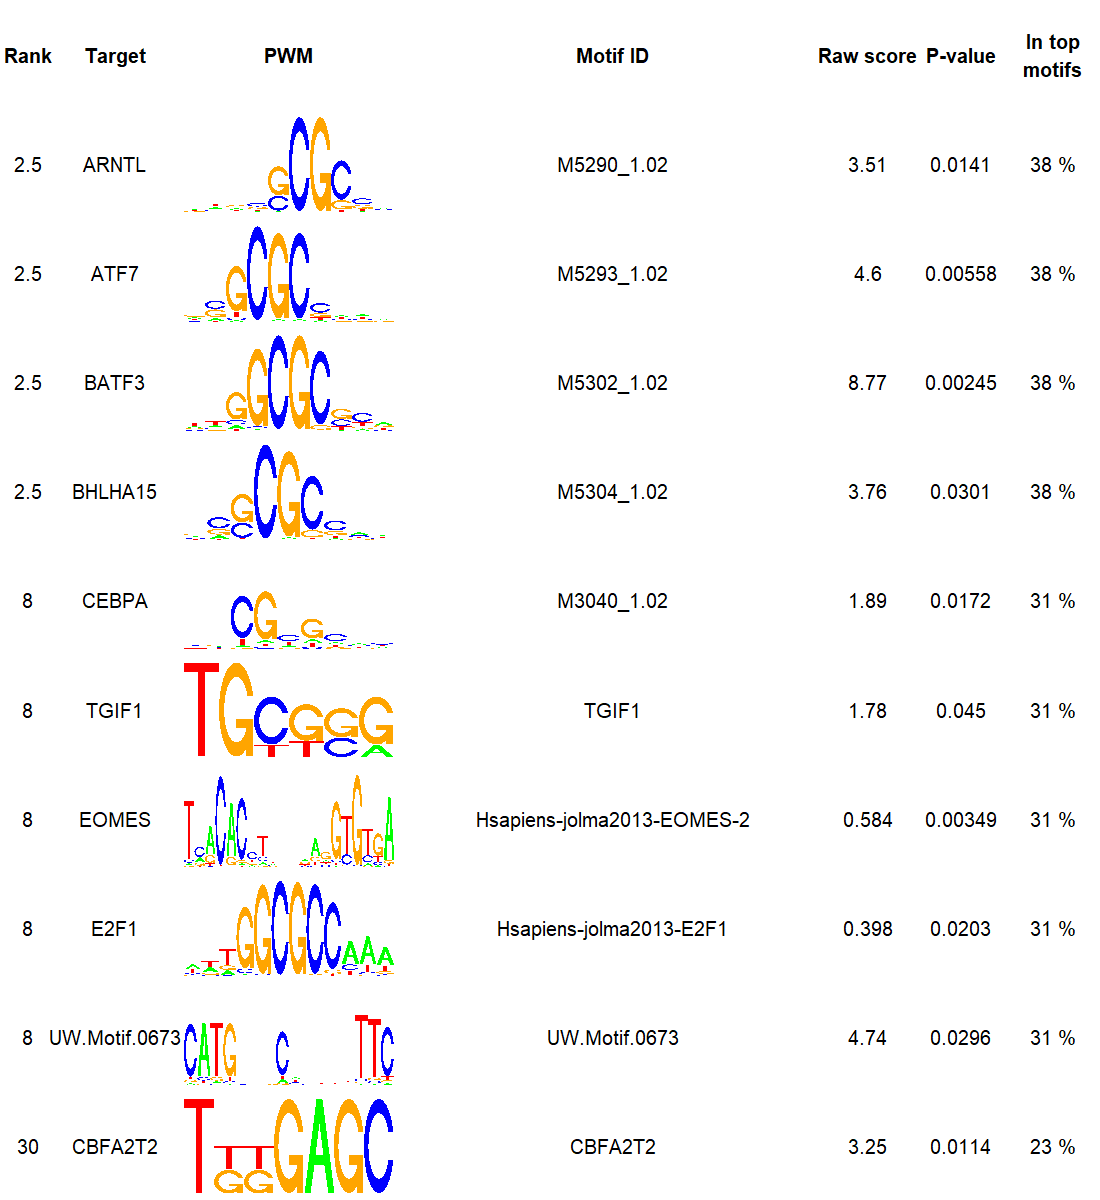 Rank Target PWM Motif ID Raw score P-value In top motifs
2.5 ARNTL M5290_1.02 3.51 0.0141 38 %
2.5 ATF7 M5293_1.02 4.6 0.00558 38 %
2.5 BATF3 M5302_1.02 8.77 0.00245 38 %
2.5 BHLHA15 M5304_1.02 3.76 0.0301 38 %
8 CEBPA M3040_1.02 1.89 0.0172 31 %
8 TGIF1 TGIF1 1.78 0.045 31 %
8 EOMES Hsapiens-jolma2013-EOMES-2 0.584 0.00349 31 %
8 E2F1 Hsapiens-jolma2013-E2F1 0.398 0.0203 31 %
8 UW.Motif.0673 UW.Motif.0673 4.74 0.0296 31 %
30 CBFA2T2 CBFA2T2 3.25 0.0114 23 %